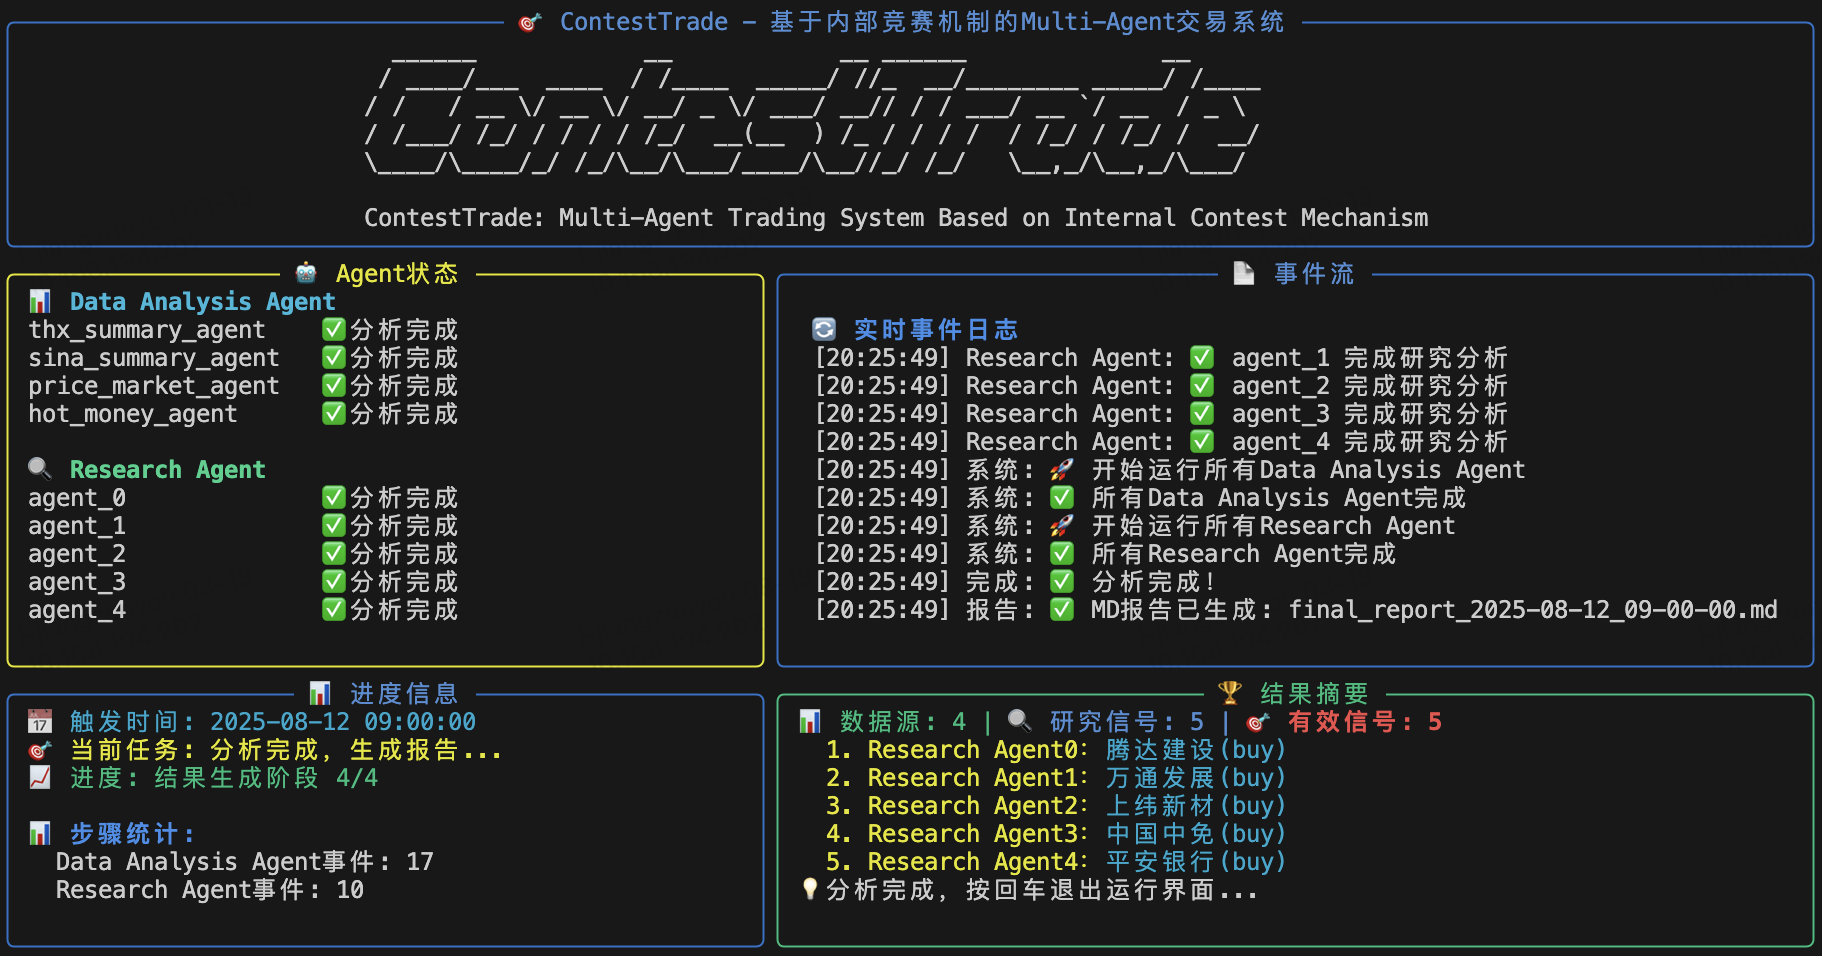 🎯 ContestTrade - 基于内部竞赛机制的Multi-Agent交易系统
ContestTrade
ContestTrade: Multi-Agent Trading System Based on Internal Contest Mechanism
🤖 Agent状态
📊 Data Analysis Agent
thx_summary_agent ✅分析完成
sina_summary_agent ✅分析完成
price_market_agent ✅分析完成
hot_money_agent ✅分析完成
🔍 Research Agent
agent_0 ✅分析完成
agent_1 ✅分析完成
agent_2 ✅分析完成
agent_3 ✅分析完成
agent_4 ✅分析完成
📄 事件流
🔄 实时事件日志
[20:25:49] Research Agent: ✅ agent_1 完成研究分析
[20:25:49] Research Agent: ✅ agent_2 完成研究分析
[20:25:49] Research Agent: ✅ agent_3 完成研究分析
[20:25:49] Research Agent: ✅ agent_4 完成研究分析
[20:25:49] 系统: 🚀 开始运行所有Data Analysis Agent
[20:25:49] 系统: ✅ 所有Data Analysis Agent完成
[20:25:49] 系统: 🚀 开始运行所有Research Agent
[20:25:49] 系统: ✅ 所有Research Agent完成
[20:25:49] 完成: ✅ 分析完成!
[20:25:49] 报告: ✅ MD报告已生成: final_report_2025-08-12_09-00-00.md
📊 进度信息
📅 触发时间: 2025-08-12 09:00:00
🎯 当前任务: 分析完成, 生成报告...
📈 进度: 结果生成阶段 4/4
📊 步骤统计:
Data Analysis Agent事件: 17
Research Agent事件: 10
🏆 结果摘要
📊 数据源: 4 | 🔍 研究信号: 5 | 🎯 有效信号: 5
1. Research Agent0: 腾达建设(buy)
2. Research Agent1: 万通发展(buy)
3. Research Agent2: 上纬新材(buy)
4. Research Agent3: 中国中免(buy)
5. Research Agent4: 平安银行(buy)
💡分析完成, 按回车退出运行界面...